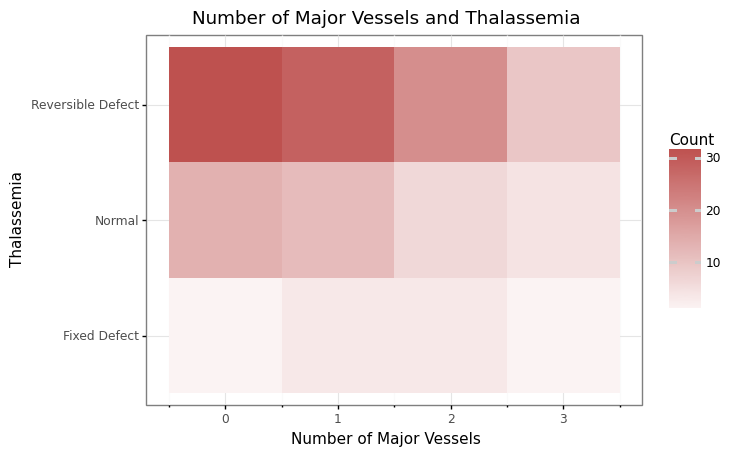 Number of Major Vessels and Thalassemia
Thalassemia
Reversible Defect
Normal
Fixed Defect
0 1 2 3
Number of Major Vessels
Count
30
20
10